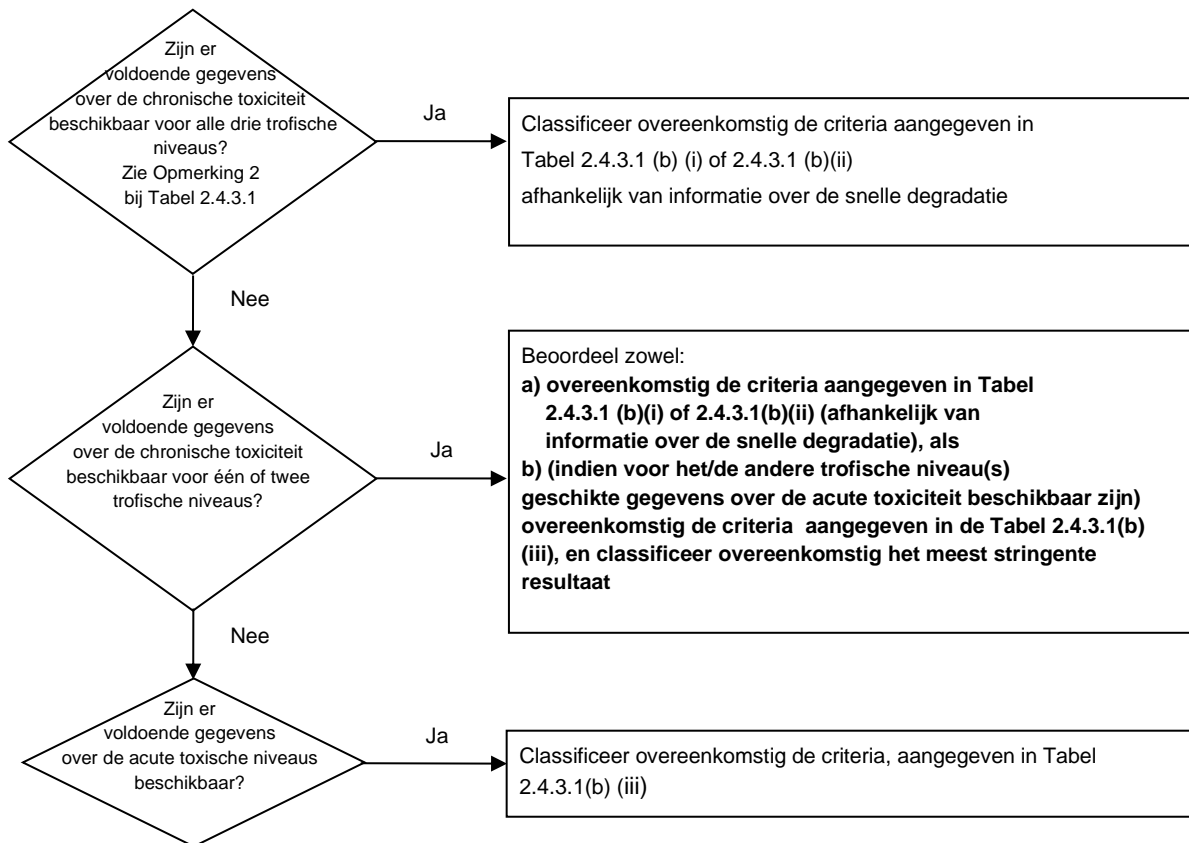 Zijn er
voldoende gegevens
over de chronische toxiciteit
beschikbaar voor alle drie trofische
niveaus?
Zie Opmerking 2
bij Tabel 2.4.3.1
Ja
Classificeer overeenkomstig de criteria aangegeven in
Tabel 2.4.3.1 (b) (i) of 2.4.3.1 (b)(ii)
afhankelijk van informatie over de snelle degradatie
Nee
Zijn er
voldoende gegevens
over de chronische toxiciteit
beschikbaar voor één of twee
trofische niveaus?
Ja
Beoordeel zowel:
a) overeenkomstig de criteria aangegeven in Tabel
2.4.3.1 (b)(i) of 2.4.3.1(b)(ii) (afhankelijk van
informatie over de snelle degradatie), als
b) (indien voor het/de andere trofische niveau(s)
geschikte gegevens over de acute toxiciteit beschikbaar zijn)
overeenkomstig de criteria aangegeven in de Tabel 2.4.3.1(b)
(iii), en classificeer overeenkomstig het meest stringente
resultaat
Nee
Zijn er
voldoende gegevens
over de acute toxische niveaus
beschikbaar?
Ja
Classificeer overeenkomstig de criteria, aangegeven in Tabel
2.4.3.1(b) (iii)